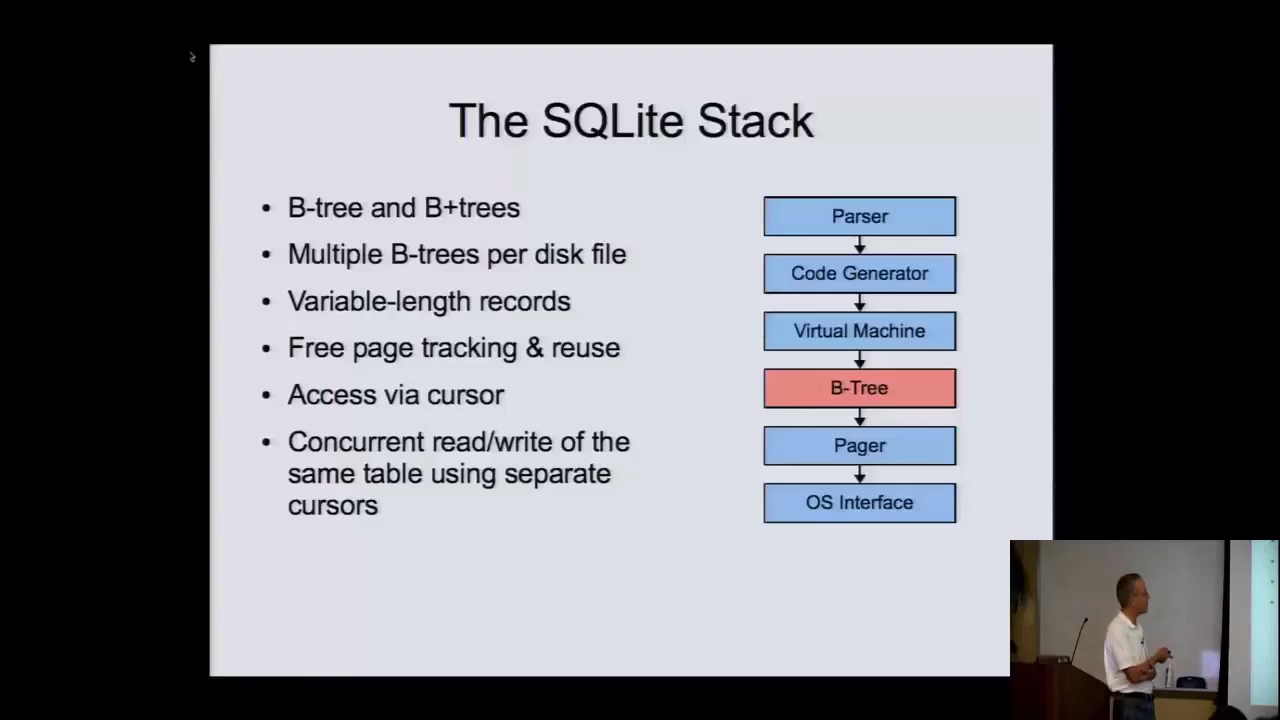 The SQLite Stack
• B-tree and B+trees
• Multiple B-trees per disk file
• Variable-length records
• Free page tracking & reuse
• Access via cursor
• Concurrent read/write of the
same table using separate
cursors
Parser
Code Generator
Virtual Machine
B-Tree
Pager
OS Interface